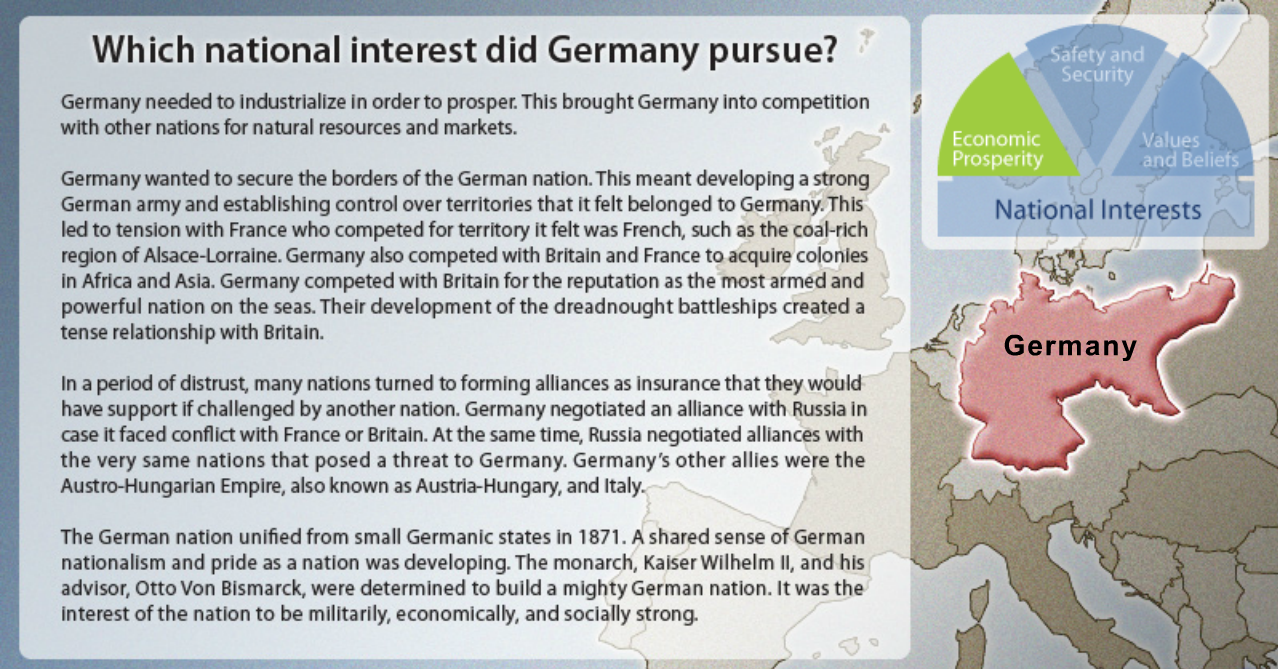 Which national interest did Germany pursue?
Germany needed to industrialize in order to prosper. This brought Germany into competition
with other nations for natural resources and markets.
Germany wanted to secure the borders of the German nation. This meant developing a strong
German army and establishing control over territories that it felt belonged to Germany. This
led to tension with France who competed for territory it felt was French, such as the coal-rich
region of Alsace-Lorraine. Germany also competed with Britain and France to acquire colonies
in Africa and Asia. Germany competed with Britain for the reputation as the most armed and
powerful nation on the seas. Their development of the dreadnought battleships created a
tense relationship with Britain.
In a period of distrust, many nations turned to forming alliances as insurance that they would
have support if challenged by another nation. Germany negotiated an alliance with Russia in
case it faced conflict with France or Britain. At the same time, Russia negotiated alliances with
the very same nations that posed a threat to Germany. Germany's other allies were the
Austro-Hungarian Empire, also known as Austria-Hungary, and Italy.
The German nation unified from small Germanic states in 1871. A shared sense of German
nationalism and pride as a nation was developing. The monarch, Kaiser Wilhelm II, and his
advisor, Otto Von Bismarck, were determined to build a mighty German nation. It was the
interest of the nation to be militarily, economically, and socially strong.
Safety and
Security
Economic
Prosperity
Values
and Beliefs
National Interests
Germany